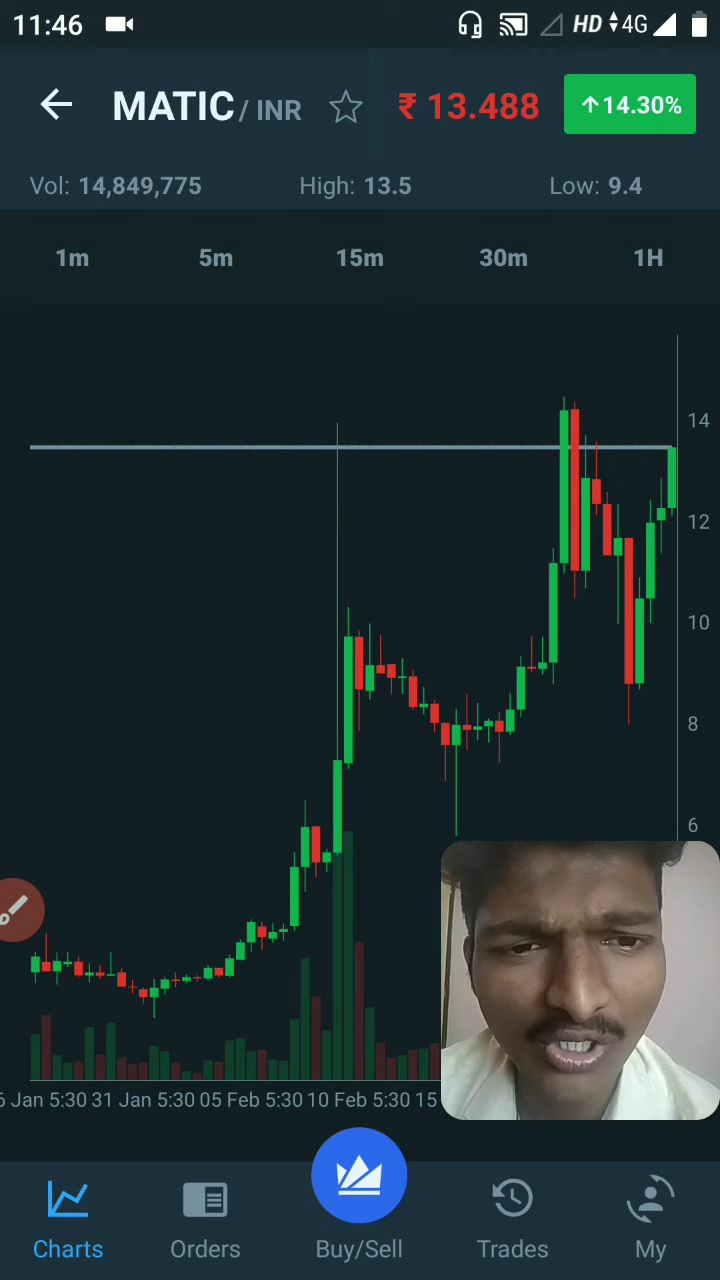 11:46 HD 4G
MATIC / INR ₹ 13.488 ↑14.30%
Vol: 14,849,775 High: 13.5 Low: 9.4
1m 5m 15m 30m 1H
14
12
10
8
6
6 Jan 5:30 31 Jan 5:30 05 Feb 5:30 10 Feb 5:30 15
Charts Orders Buy/Sell Trades My